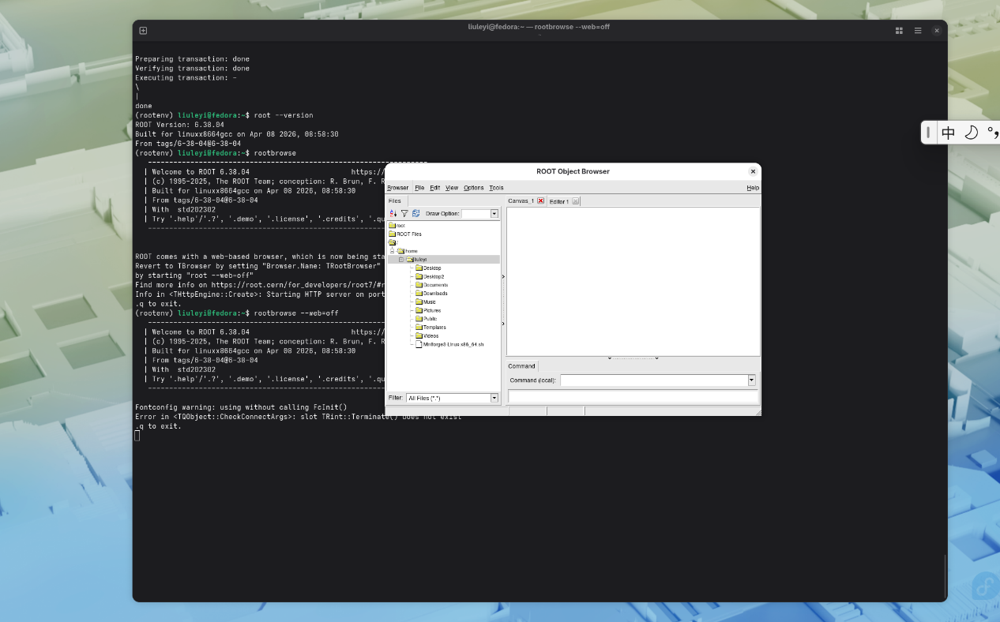 liuleyi@fedora:~ — rootbrowse --web=off
~
Preparing transaction: done
Verifying transaction: done
Executing transaction: -
\
|
done
(rootenv) liuleyi@fedora:~$ root --version
ROOT Version: 6.38.04
Built for linuxx8664gcc on Apr 08 2026, 08:58:30
From tags/6-38-04@6-38-04
(rootenv) liuleyi@fedora:~$ rootbrowse
------------------------------------------------------------------
| Welcome to ROOT 6.38.04 https://
| (c) 1995-2025, The ROOT Team; conception: R. Brun, F. R
| Built for linuxx8664gcc on Apr 08 2026, 08:58:30
| From tags/6-38-04@6-38-04
| With std202302
| Try '.help'/'.?', '.demo', '.license', '.credits', '.qu
------------------------------------------------------
ROOT comes with a web-based browser, which is now being sta
Revert to TBrowser by setting "Browser.Name: TRootBrowser"
by starting "root --web=off"
Find more info on https://root.cern/for_developers/root7/#r
Info in <THttpEngine::Create>: Starting HTTP server on port
.q to exit.
(rootenv) liuleyi@fedora:~$ rootbrowse --web=off
------------------------------------------------------
| Welcome to ROOT 6.38.04 https://
| (c) 1995-2025, The ROOT Team; conception: R. Brun, F. R
| Built for linuxx8664gcc on Apr 08 2026, 08:58:30
| From tags/6-38-04@6-38-04
| With std202302
| Try '.help'/'.?', '.demo', '.license', '.credits', '.qu
------------------------------------------------------
Fontconfig warning: using without calling FcInit()
Error in <TQObject::CheckConnectArgs>: slot TRint::Terminate() does not exist
.q to exit.
ROOT Object Browser
Browser File Edit View Options Tools Help
Files
Draw Option:
root
ROOT Files
/
home
liuleyi
Desktop
Desktop2
Documents
Downloads
Music
Pictures
Public
Templates
Videos
Miniforge3-Linux-x86_64.sh
Filter: All Files (*.*)
Canvas_1 Editor 1
Command
Command (local):
中 °,